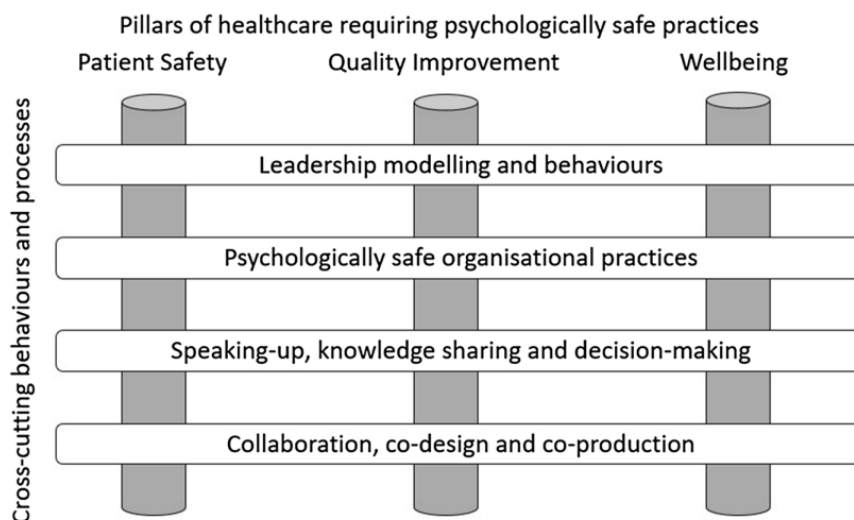 Pillars of healthcare requiring psychologically safe practices
Patient Safety
Quality Improvement
Wellbeing
Cross-cutting behaviours and processes
Leadership modelling and behaviours
Psychologically safe organisational practices
Speaking-up, knowledge sharing and decision-making
Collaboration, co-design and co-production